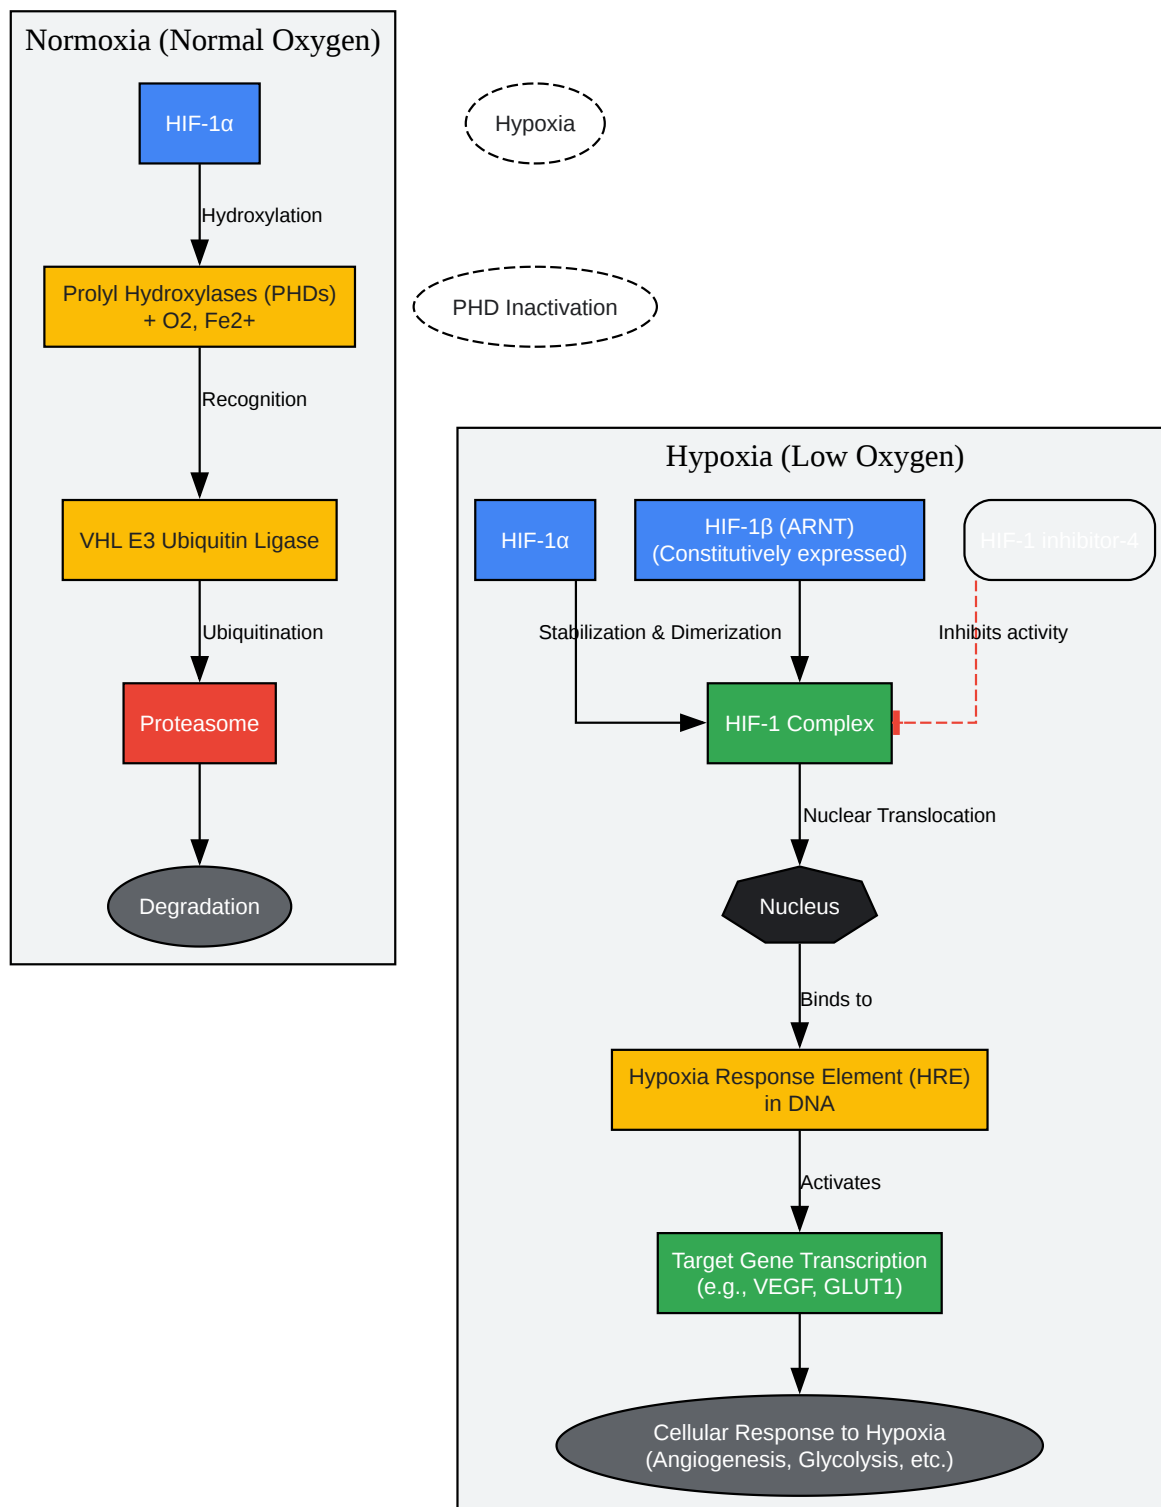 Normoxia (Normal Oxygen)
HIF-1α
Hydroxylation
Prolyl Hydroxylases (PHDs)
+ O2, Fe2+
Recognition
VHL E3 Ubiquitin Ligase
Ubiquitination
Proteasome
Degradation
Hypoxia
PHD Inactivation
Hypoxia (Low Oxygen)
HIF-1α
HIF-1β (ARNT)
(Constitutively expressed)
HIF-1 inhibitor-4
Stabilization & Dimerization
Inhibits activity
HIF-1 Complex
Nuclear Translocation
Nucleus
Binds to
Hypoxia Response Element (HRE)
in DNA
Activates
Target Gene Transcription
(e.g., VEGF, GLUT1)
Cellular Response to Hypoxia
(Angiogenesis, Glycolysis, etc.)